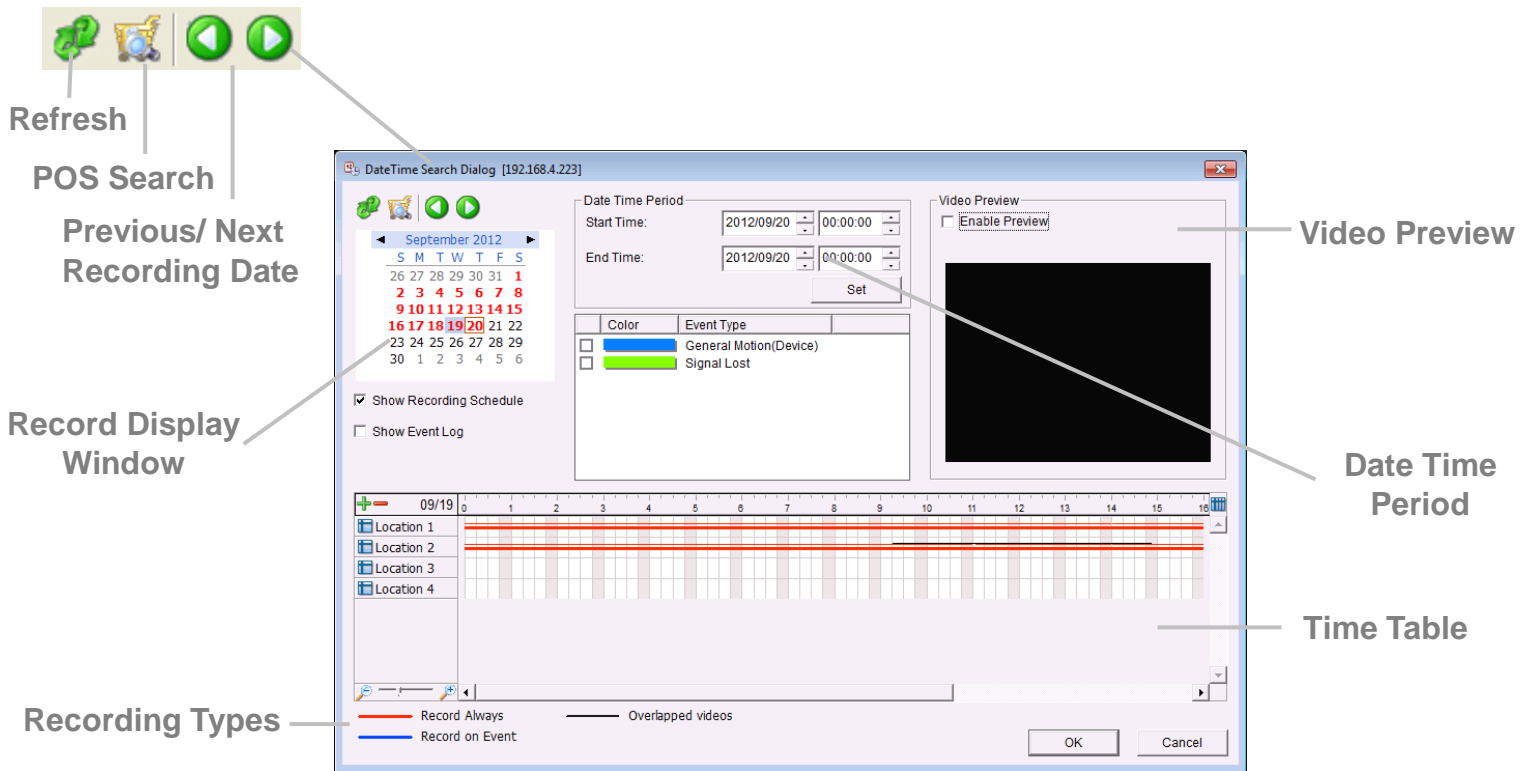 Refresh
POS Search
Previous/ Next
Recording Date
Record Display
Window
Recording Types
DateTime Search Dialog [192.168.4.223]
September 2012
S M T W T F S
26 27 28 29 30 31 1
2 3 4 5 6 7 8
9 10 11 12 13 14 15
16 17 18 19 20 21 22
23 24 25 26 27 28 29
30 1 2 3 4 5 6
Show Recording Schedule
Show Event Log
Date Time Period
Start Time: 2012/09/20 00:00:00
End Time: 2012/09/20 00:00:00
Set
Color Event Type
General Motion(Device)
Signal Lost
Video Preview
Enable Preview
09/19 0 1 2 3 4 5 6 7 8 9 10 11 12 13 14 15 16
Location 1
Location 2
Location 3
Location 4
Record Always Overlapped videos
Record on Event
OK Cancel
Video Preview
Date Time
Period
Time Table